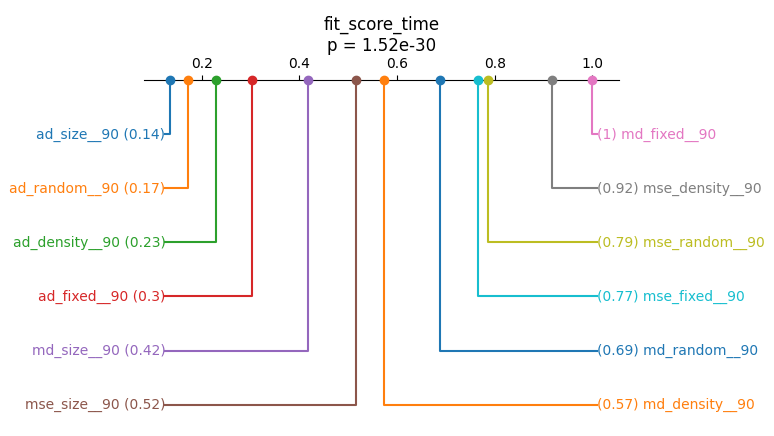 fit_score_time
p = 1.52e-30
0.2 0.4 0.6 0.8 1.0
ad_size__90 (0.14)
(1) md_fixed__90
ad_random__90 (0.17)
(0.92) mse_density__90
ad_density__90 (0.23)
(0.79) mse_random__90
ad_fixed__90 (0.3)
(0.77) mse_fixed__90
md_size__90 (0.42)
(0.69) md_random__90
mse_size__90 (0.52)
(0.57) md_density__90